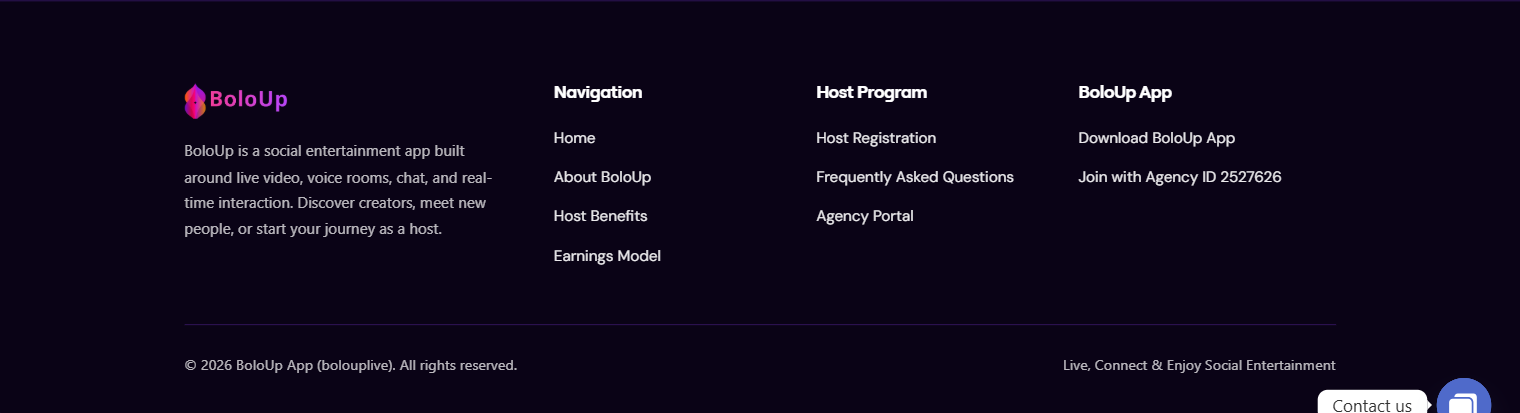 BoloUp
BoloUp is a social entertainment app built
around live video, voice rooms, chat, and real-
time interaction. Discover creators, meet new
people, or start your journey as a host.
Navigation
Home
About BoloUp
Host Benefits
Earnings Model
Host Program
Host Registration
Frequently Asked Questions
Agency Portal
BoloUp App
Download BoloUp App
Join with Agency ID 2527626
© 2026 BoloUp App (bolouplive). All rights reserved.
Live, Connect & Enjoy Social Entertainment
Contact us